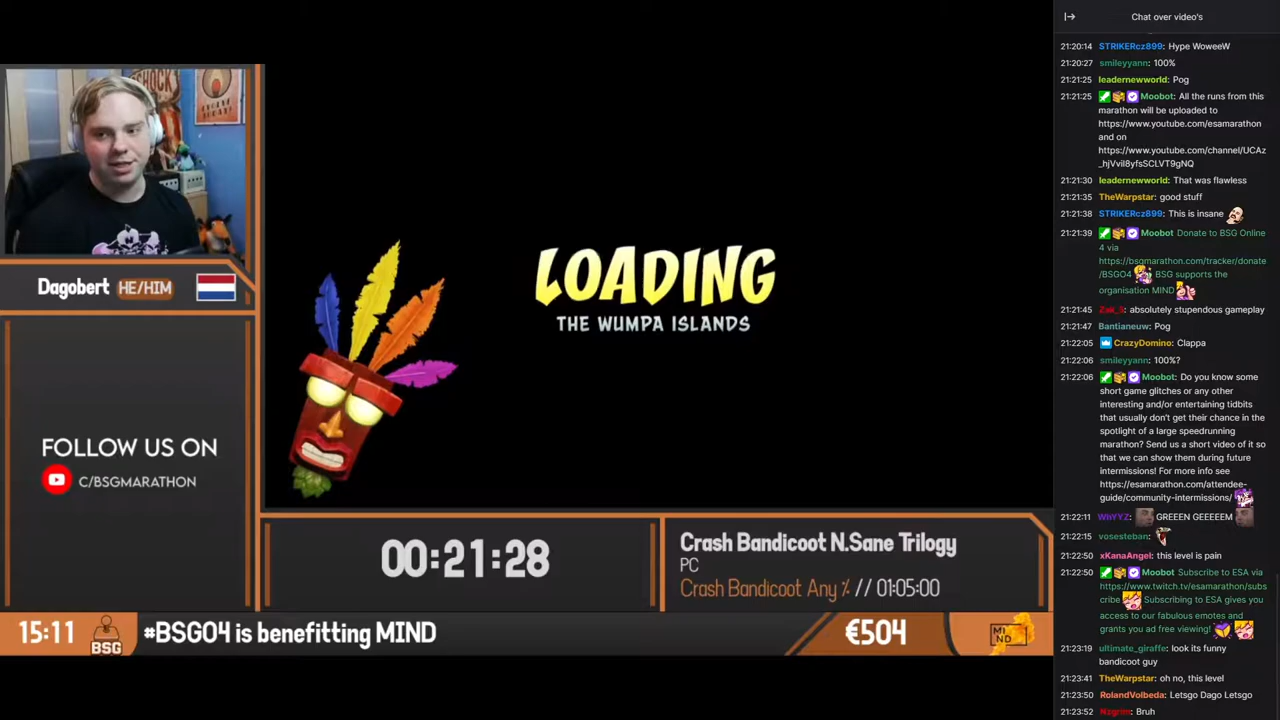 Chat over video's
21:20:14 STRIKERcz899: Hype WoweeW
21:20:27 smileyyann: 100%
21:21:25 leadernewworld: Pog
21:21:25 Moobot: All the runs from this
marathon will be uploaded to
https://www.youtube.com/esamarathon
and on
https://www.youtube.com/channel/UCAz
_hjVvil8yfsSCLVT9gNQ
21:21:30 leadernewworld: That was flawless
21:21:35 TheWarpstar: good stuff
21:21:38 STRIKERcz899: This is insane
21:21:39 Moobot: Donate to BSG Online
4 via
https://bsgmarathon.com/tracker/donate
/BSGO4 BSG supports the
organisation MIND
21:21:45 absolutely stupendous gameplay
21:21:47 Bantianeuw: Pog
21:22:05 CrazyDomino: Clappa
21:22:06 smileyyann: 100%?
21:22:06 Moobot: Do you know some
short game glitches or any other
interesting and/or entertaining tidbits
that usually don't get their chance in the
spotlight of a large speedrunning
marathon? Send us a short video of it so
that we can show them during future
intermissions! For more info see
https://esamarathon.com/attendee-
guide/community-intermissions/
21:22:11 GREEEN GEEEEM
21:22:15 vosesteban:
21:22:50 xKanaAngel: this level is pain
21:22:50 Moobot: Subscribe to ESA via
https://www.twitch.tv/esamarathon/subs
cribe Subscribing to ESA gives you
access to our fabulous emotes and
grants you ad free viewing!
21:23:19 ultimate_giraffe: look its funny
bandicoot guy
21:23:41 TheWarpstar: oh no, this level
21:23:50 RolandVolbeda: Letsgo Dago Letsgo
21:23:52 Nsgrim: Bruh
LOADING
THE WUMPA ISLANDS
Dagobert HE/HIM
FOLLOW US ON
C/BSGMARATHON
00:21:28
Crash Bandicoot N.Sane Trilogy
PC
Crash Bandicoot Any % // 01:05:00
15:11 BSG #BSGO4 is benefitting MIND €504 MIND